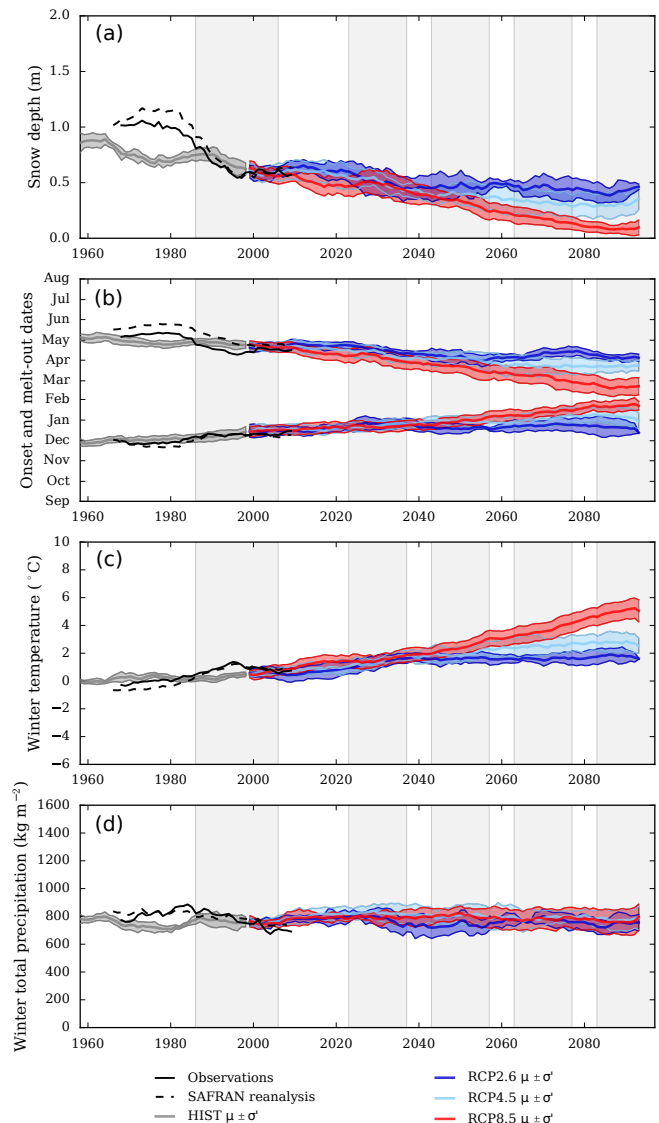 (a)
Snow depth (m)
2.0
1.5
1.0
0.5
0.0
1960 1980 2000 2020 2040 2060 2080
(b)
Onset and melt-out dates
Aug
Jul
Jun
May
Apr
Mar
Feb
Jan
Dec
Nov
Oct
Sep
1960 1980 2000 2020 2040 2060 2080
(c)
Winter temperature (°C)
10
8
6
4
2
0
−2
−4
−6
1960 1980 2000 2020 2040 2060 2080
(d)
Winter total precipitation (kg m⁻²)
1600
1400
1200
1000
800
600
400
200
0
1960 1980 2000 2020 2040 2060 2080
Observations
SAFRAN reanalysis
HIST μ ± σ'
RCP2.6 μ ± σ'
RCP4.5 μ ± σ'
RCP8.5 μ ± σ'